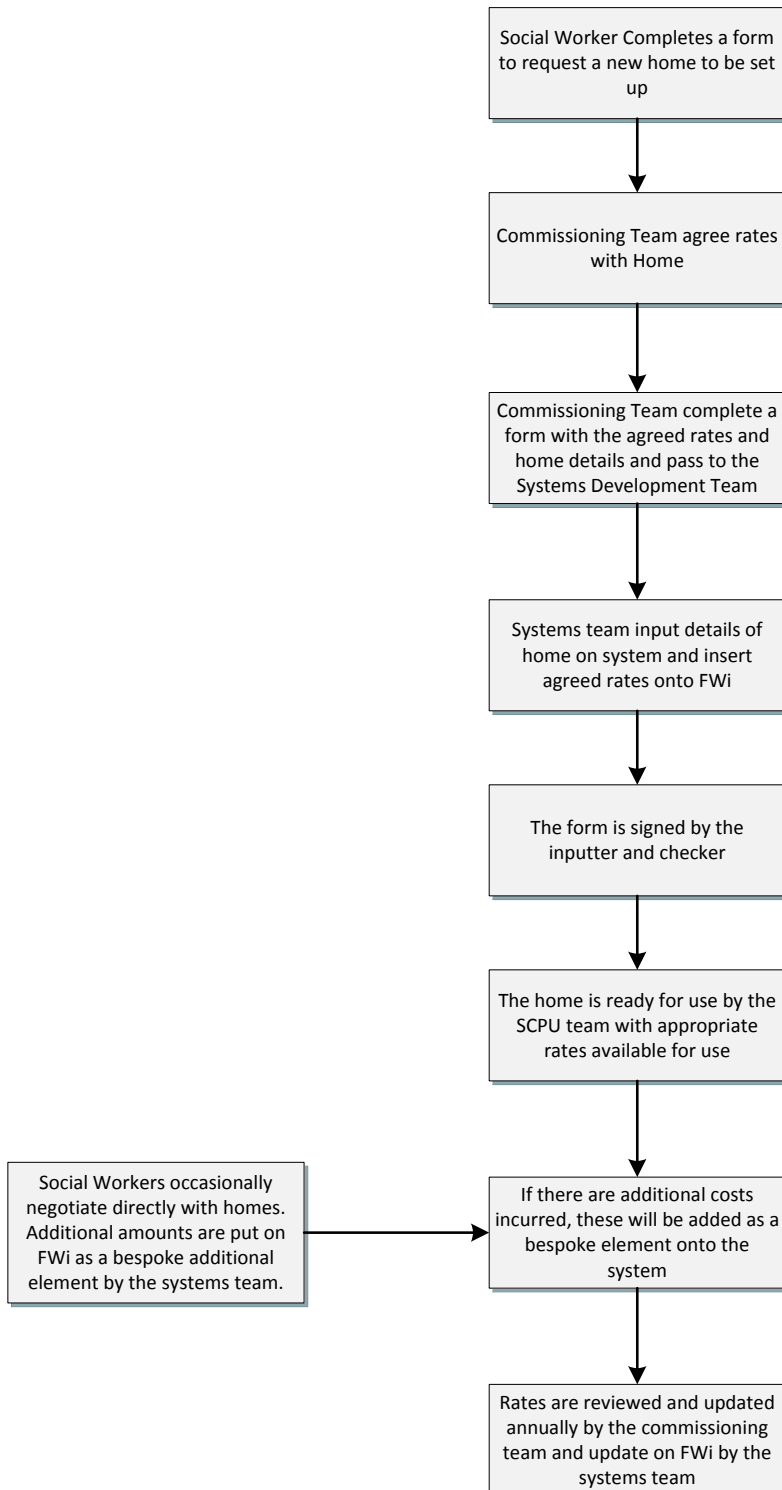 Social Worker Completes a form
to request a new home to be set
up
Commissioning Team agree rates
with Home
Commissioning Team complete a
form with the agreed rates and
home details and pass to the
Systems Development Team
Systems team input details of
home on system and insert
agreed rates onto FWi
The form is signed by the
inputter and checker
The home is ready for use by the
SCPU team with appropriate
rates available for use
Social Workers occasionally
negotiate directly with homes.
Additional amounts are put on
FWi as a bespoke additional
element by the systems team.
If there are additional costs
incurred, these will be added as a
bespoke element onto the
system
Rates are reviewed and updated
annually by the commissioning
team and update on FWi by the
systems team